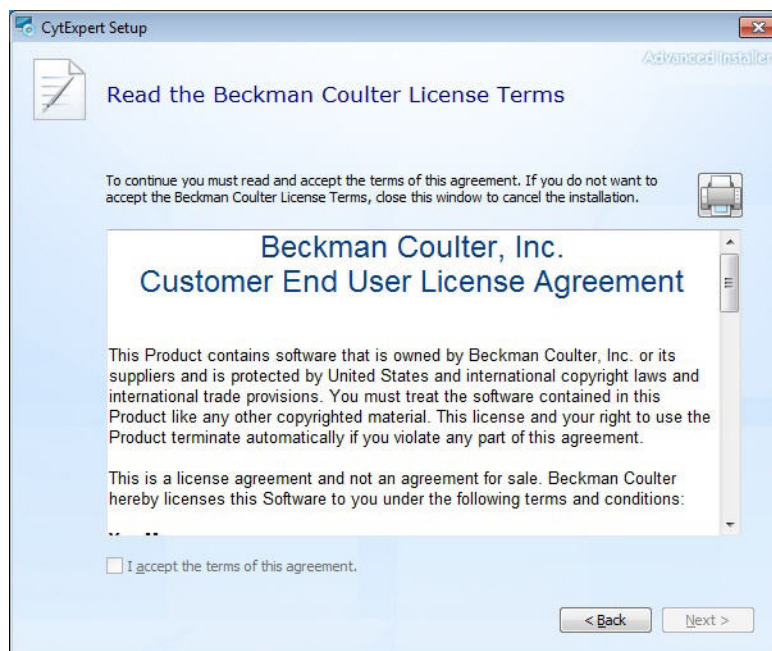 CytExpert Setup
Advanced Installer
Read the Beckman Coulter License Terms
To continue you must read and accept the terms of this agreement. If you do not want to
accept the Beckman Coulter License Terms, close this window to cancel the installation.
Beckman Coulter, Inc.
Customer End User License Agreement
This Product contains software that is owned by Beckman Coulter, Inc. or its
suppliers and is protected by United States and international copyright laws and
international trade provisions. You must treat the software contained in this
Product like any other copyrighted material. This license and your right to use the
Product terminate automatically if you violate any part of this agreement.
This is a license agreement and not an agreement for sale. Beckman Coulter
hereby licenses this Software to you under the following terms and conditions:
I accept the terms of this agreement.
< Back
Next >